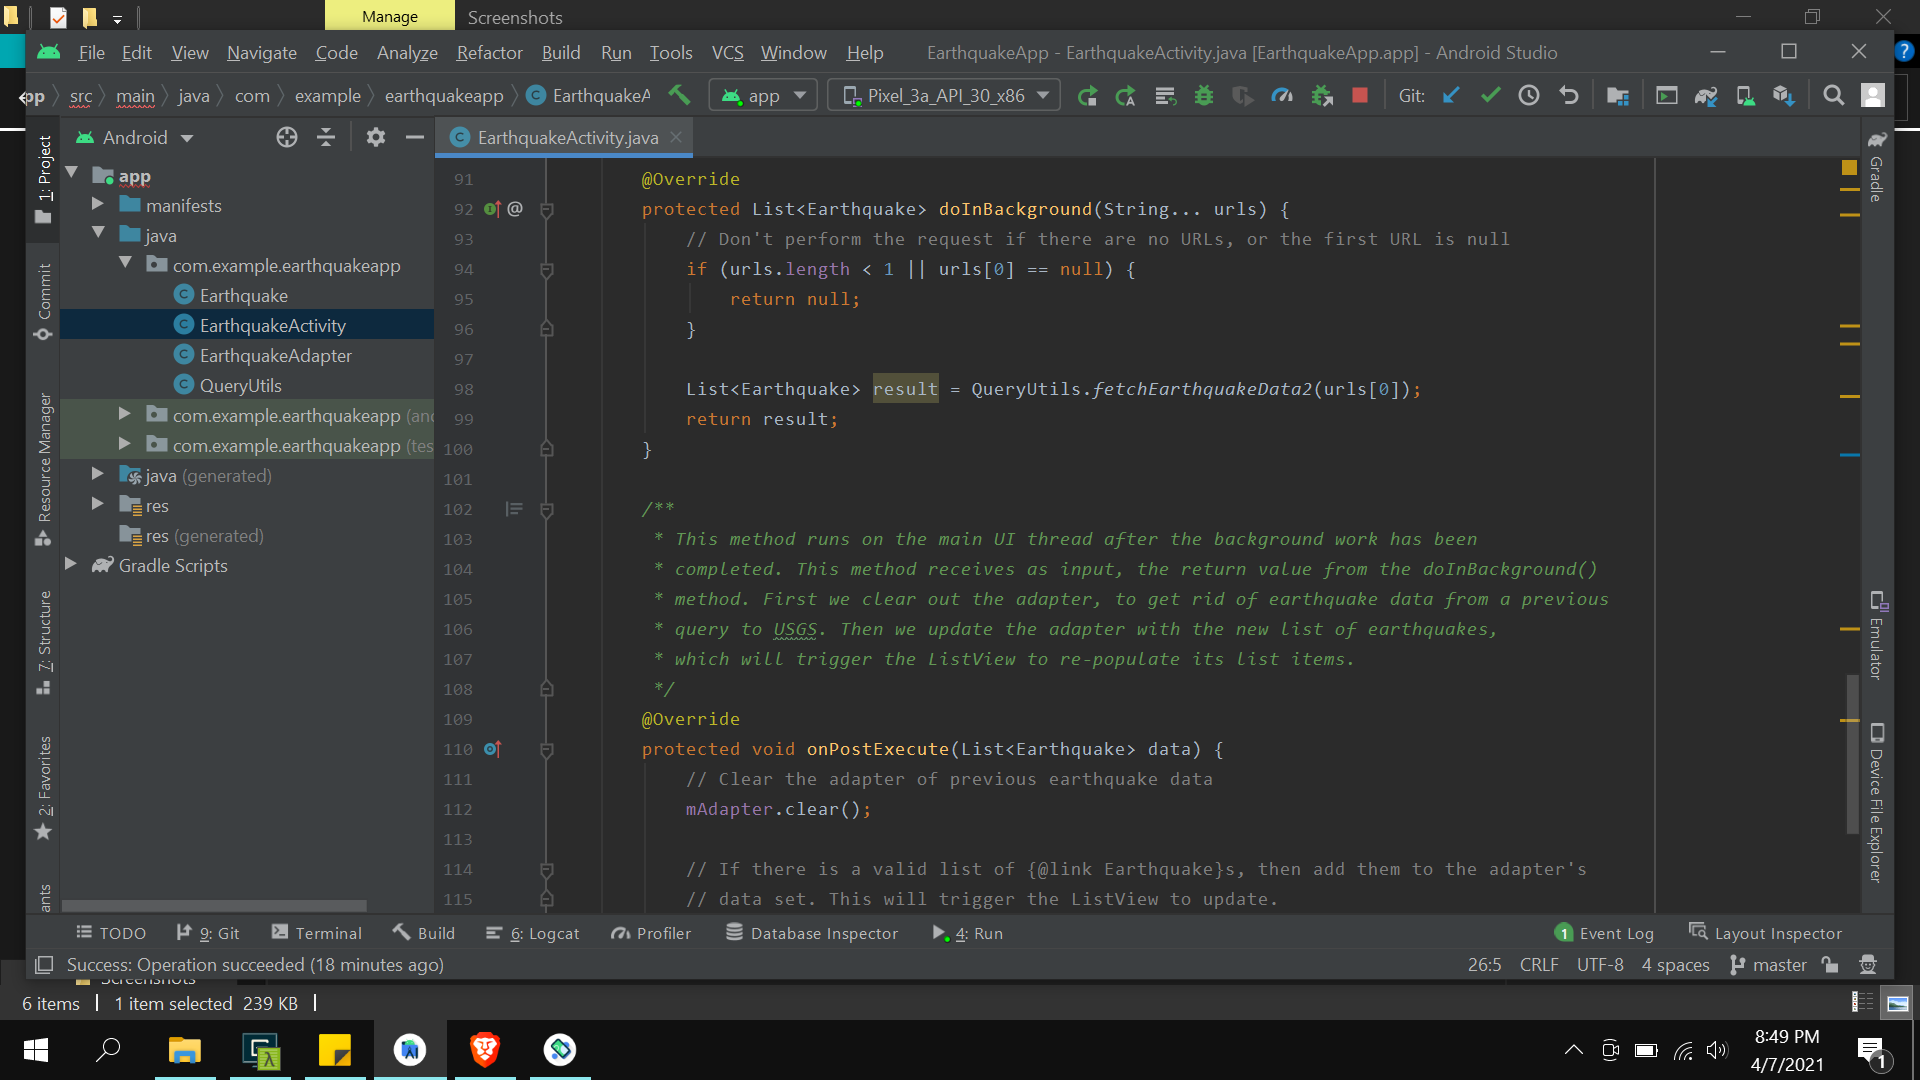 Manage
Screenshots
File Edit View Navigate Code Analyze Refactor Build Run Tools VCS Window Help EarthquakeApp - EarthquakeActivity.java [EarthquakeApp.app] - Android Studio
pp src main java com example earthquakeapp EarthquakeA app Pixel_3a_API_30_x86 Git:
Android
EarthquakeActivity.java
1: Project
Commit
Resource Manager
7: Structure
2: Favorites
ants
app
manifests
java
com.example.earthquakeapp
Earthquake
EarthquakeActivity
EarthquakeAdapter
QueryUtils
com.example.earthquakeapp (and
com.example.earthquakeapp (tes
java (generated)
res
res (generated)
Gradle Scripts
91 @Override
92 @ protected List<Earthquake> doInBackground(String... urls) {
93 // Don't perform the request if there are no URLs, or the first URL is null
94 if (urls.length < 1 || urls[0] == null) {
95 return null;
96 }
97
98 List<Earthquake> result = QueryUtils.fetchEarthquakeData2(urls[0]);
99 return result;
100 }
101
102 /**
103 * This method runs on the main UI thread after the background work has been
104 * completed. This method receives as input, the return value from the doInBackground()
105 * method. First we clear out the adapter, to get rid of earthquake data from a previous
106 * query to USGS. Then we update the adapter with the new list of earthquakes,
107 * which will trigger the ListView to re-populate its list items.
108 */
109 @Override
110 protected void onPostExecute(List<Earthquake> data) {
111 // Clear the adapter of previous earthquake data
112 mAdapter.clear();
113
114 // If there is a valid list of {@link Earthquake}s, then add them to the adapter's
115 // data set. This will trigger the ListView to update.
Gradle
Emulator
Device File Explorer
TODO 9: Git Terminal Build 6: Logcat Profiler Database Inspector 4: Run 1 Event Log Layout Inspector
Success: Operation succeeded (18 minutes ago) 26:5 CRLF UTF-8 4 spaces master
Screenshots
6 items 1 item selected 239 KB
8:49 PM
4/7/2021
1